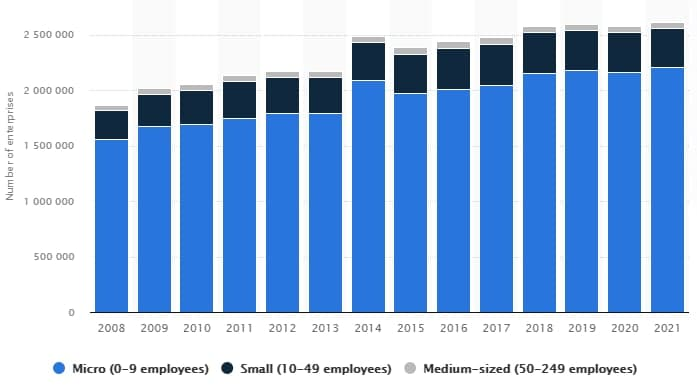 Number of enterprises
2 500 000
2 000 000
1 500 000
1 000 000
500 000
0
2008 2009 2010 2011 2012 2013 2014 2015 2016 2017 2018 2019 2020 2021
Micro (0–9 employees) Small (10–49 employees) Medium-sized (50–249 employees)